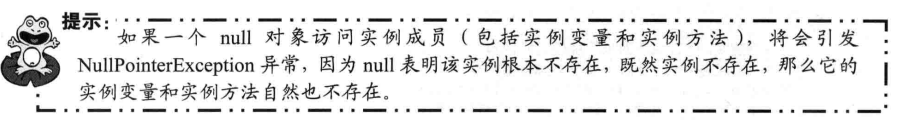 提示：
如果一个 null 对象访问实例成员（包括实例变量和实例方法），将会引发
NullPointerException 异常，因为 null 表明该实例根本不存在，既然实例不存在，那么它的
实例变量和实例方法自然也不存在。